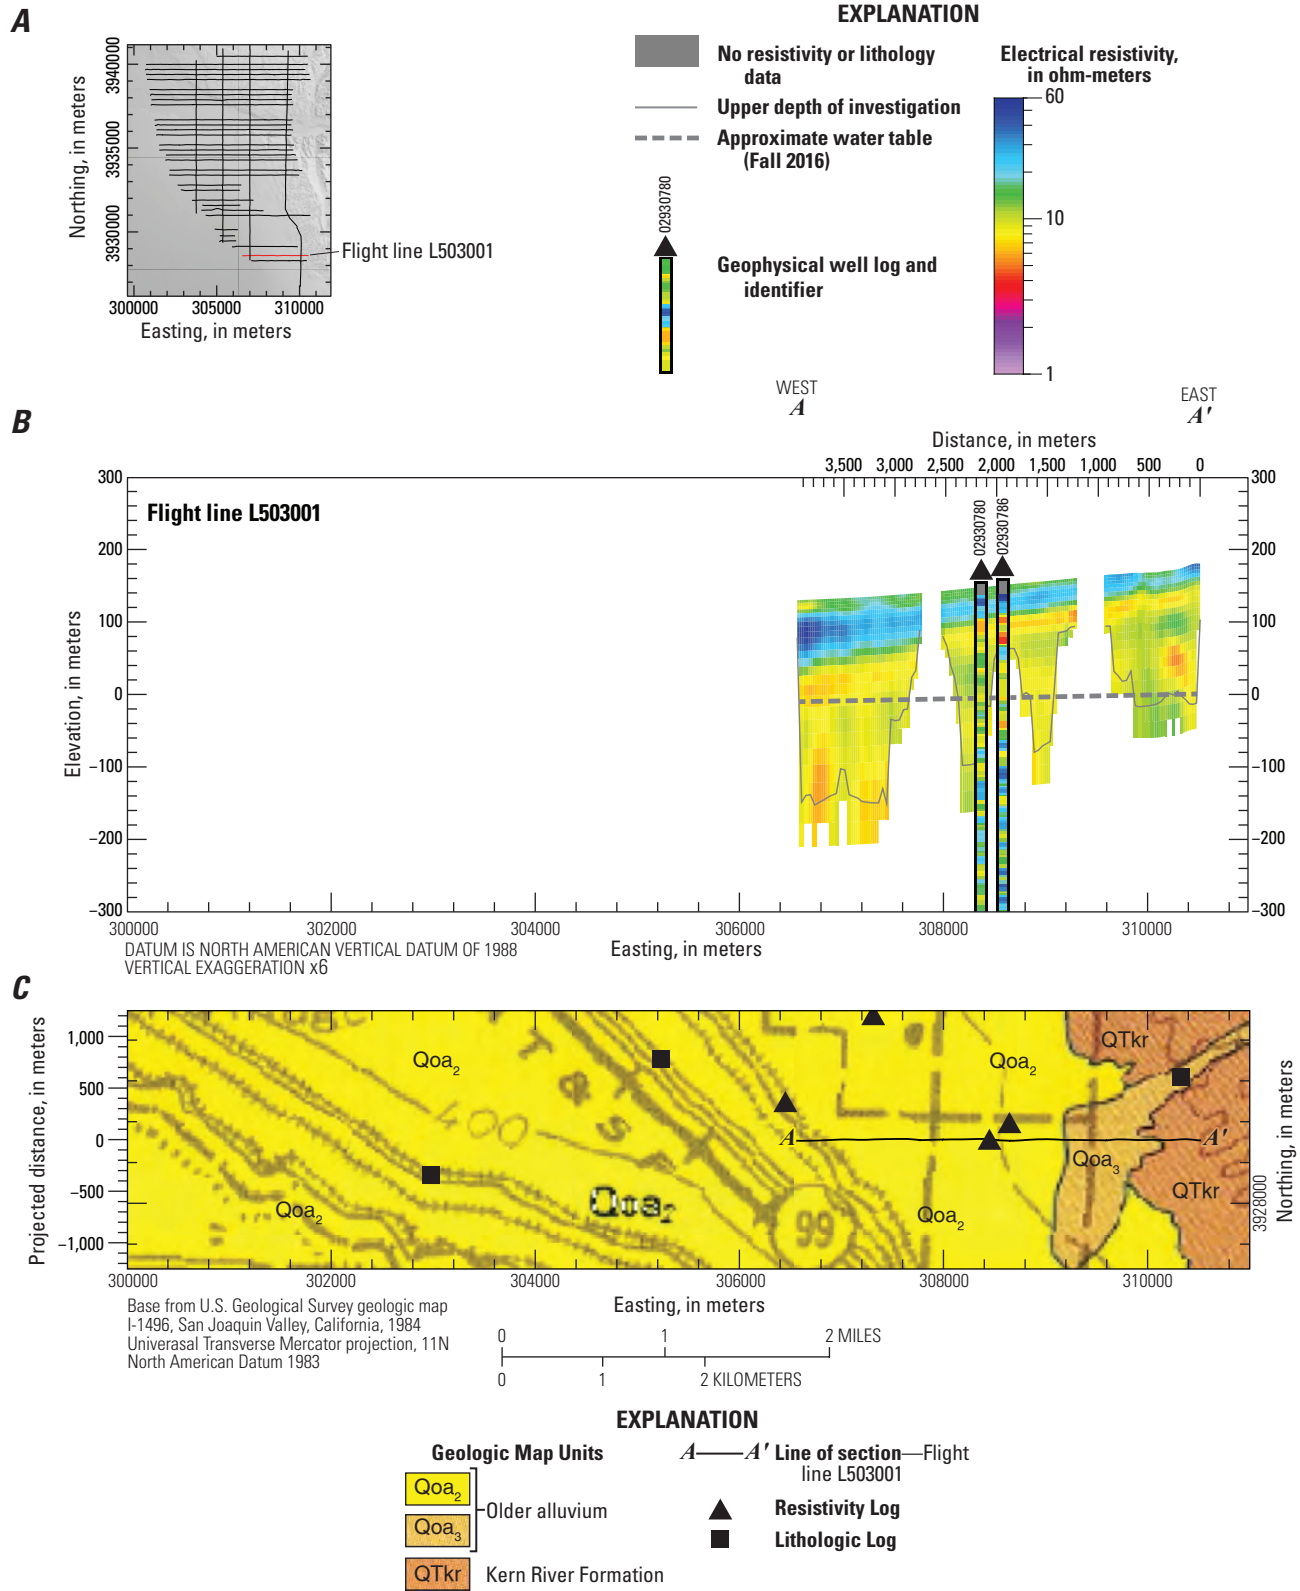 A
EXPLANATION
No resistivity or lithology
data
Upper depth of investigation
Approximate water table
(Fall 2016)
02930780
Geophysical well log and
identifier
Electrical resistivity,
in ohm-meters
60
10
1
Northing, in meters
3940000
3935000
3930000
Flight line L503001
300000 305000 310000
Easting, in meters
WEST
A
EAST
A'
B
Distance, in meters
3,500 3,000 2,500 2,000 1,500 1,000 500 0
Flight line L503001
02930780
02930786
Elevation, in meters
300
200
100
0
−100
−200
−300
300
200
100
0
−100
−200
−300
300000 302000 304000 306000 308000 310000
Easting, in meters
DATUM IS NORTH AMERICAN VERTICAL DATUM OF 1988
VERTICAL EXAGGERATION x6
C
Projected distance, in meters
1,000
500
0
−500
−1,000
Qoa2
400
T
&
S
Qoa2
Qoa2
99
Qoa2
Qoa2
Qoa3
QTkr
QTkr
A
A'
3928000
Northing, in meters
300000 302000 304000 306000 308000 310000
Easting, in meters
Base from U.S. Geological Survey geologic map
I-1496, San Joaquin Valley, California, 1984
Univerasal Transverse Mercator projection, 11N
North American Datum 1983
0 1 2 MILES
0 1 2 KILOMETERS
EXPLANATION
Geologic Map Units
Qoa2
Qoa3
Older alluvium
QTkr Kern River Formation
A A' Line of section—Flight
line L503001
Resistivity Log
Lithologic Log